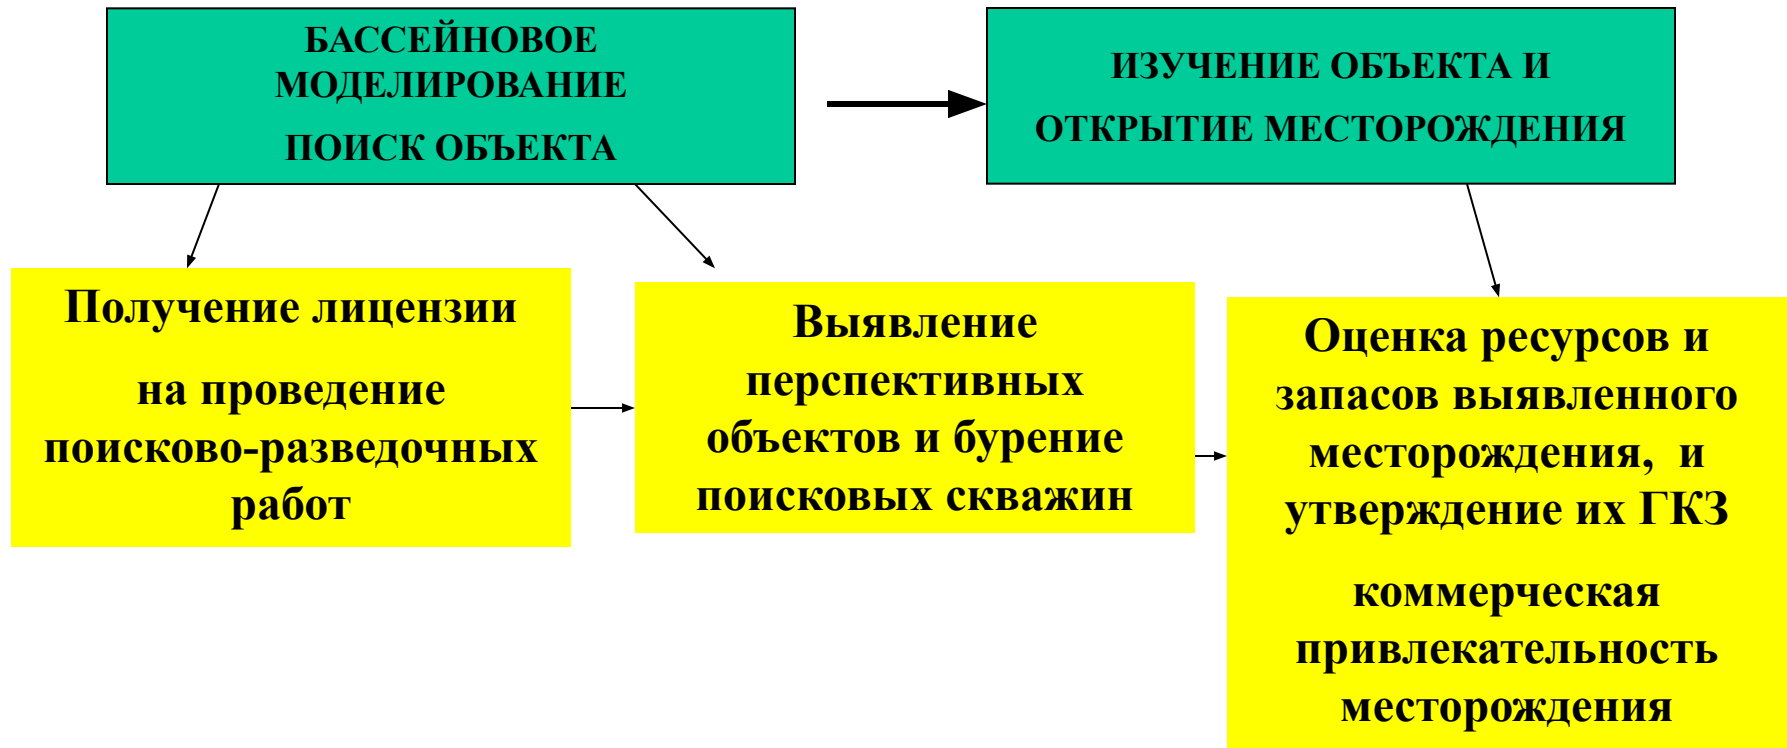 БАССЕЙНОВОЕ
МОДЕЛИРОВАНИЕ
ПОИСК ОБЪЕКТА
ИЗУЧЕНИЕ ОБЪЕКТА И
ОТКРЫТИЕ МЕСТОРОЖДЕНИЯ
Получение лицензии
на проведение
поисково-разведочных
работ
Выявление
перспективных
объектов и бурение
поисковых скважин
Оценка ресурсов и
запасов выявленного
месторождения, и
утверждение их ГКЗ
коммерческая
привлекательность
месторождения